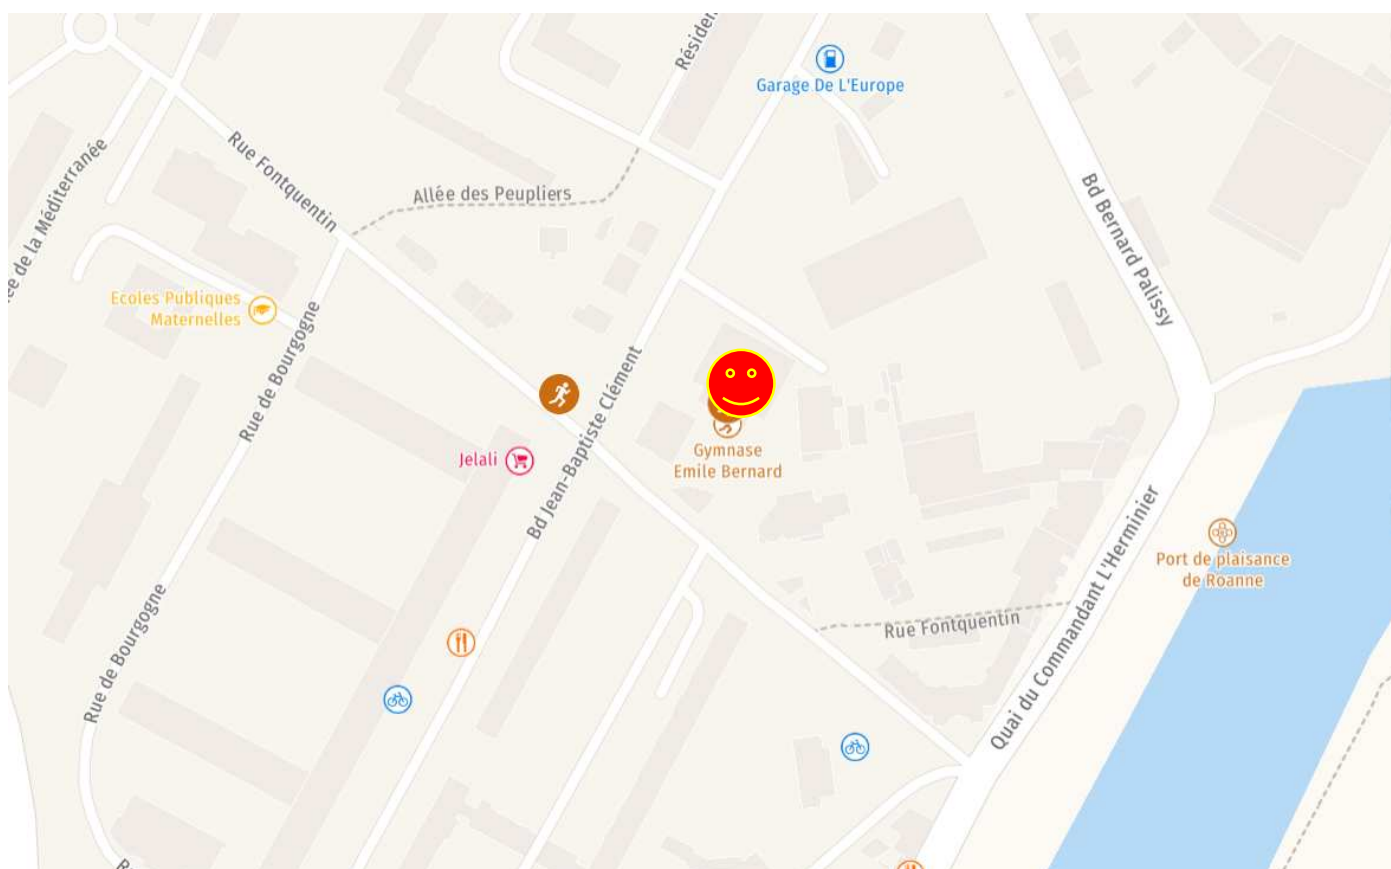 Résiden
Garage De L'Europe
Rue Fontquentin
Allée des Peupliers
ée de la Méditerranée
Bd Bernard Palissy
Ecoles Publiques
Maternelles
Rue de Bourgogne
Bd Jean-Baptiste Clément
Jelali
Gymnase
Emile Bernard
Quai du Commandant L'Herminier
Port de plaisance
de Roanne
Rue de Bourgogne
Rue Fontquentin